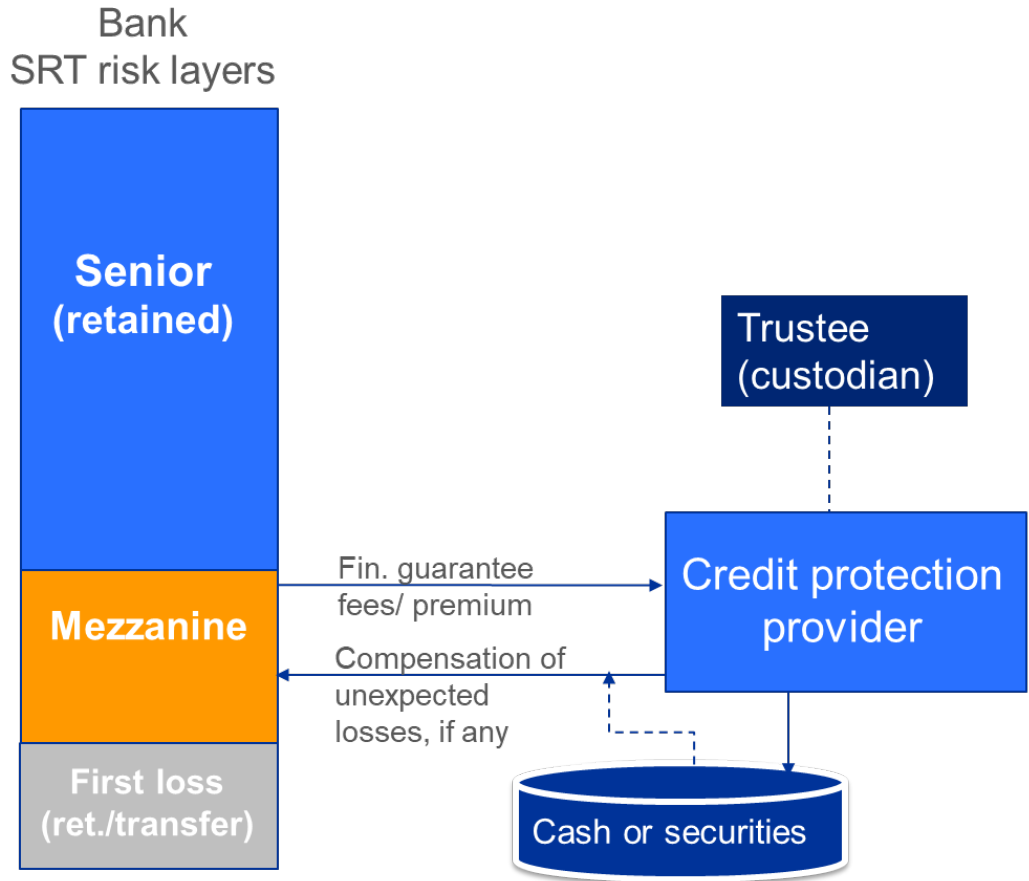 Bank
SRT risk layers
Senior
(retained)
Mezzanine
First loss
(ret./transfer)
Fin. guarantee
fees/ premium
Compensation of
unexpected
losses, if any
Trustee
(custodian)
Credit protection
provider
Cash or securities